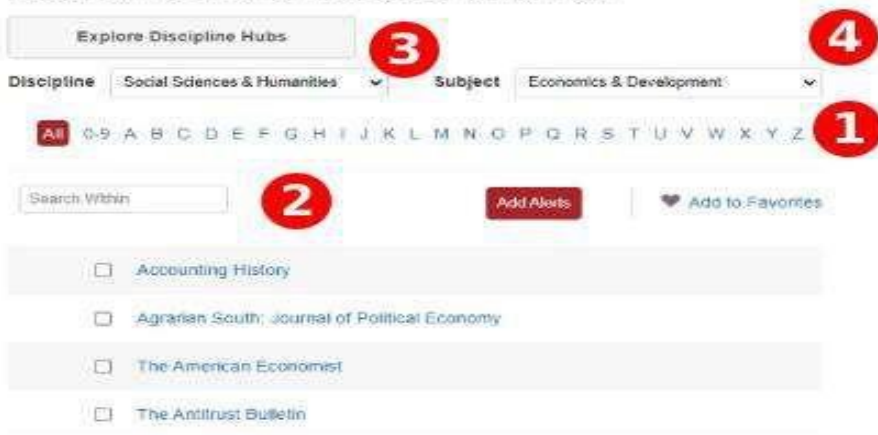 Explore Discipline Hubs
3
4
Discipline Social Sciences & Humanities Subject Economics & Development
All 0-9 A B C D E F G H I J K L M N O P Q R S T U V W X Y Z 1
Search Within 2 Add Alerts Add to Favorites
Accounting History
Agrarian South: Journal of Political Economy
The American Economist
The Antitrust Bulletin